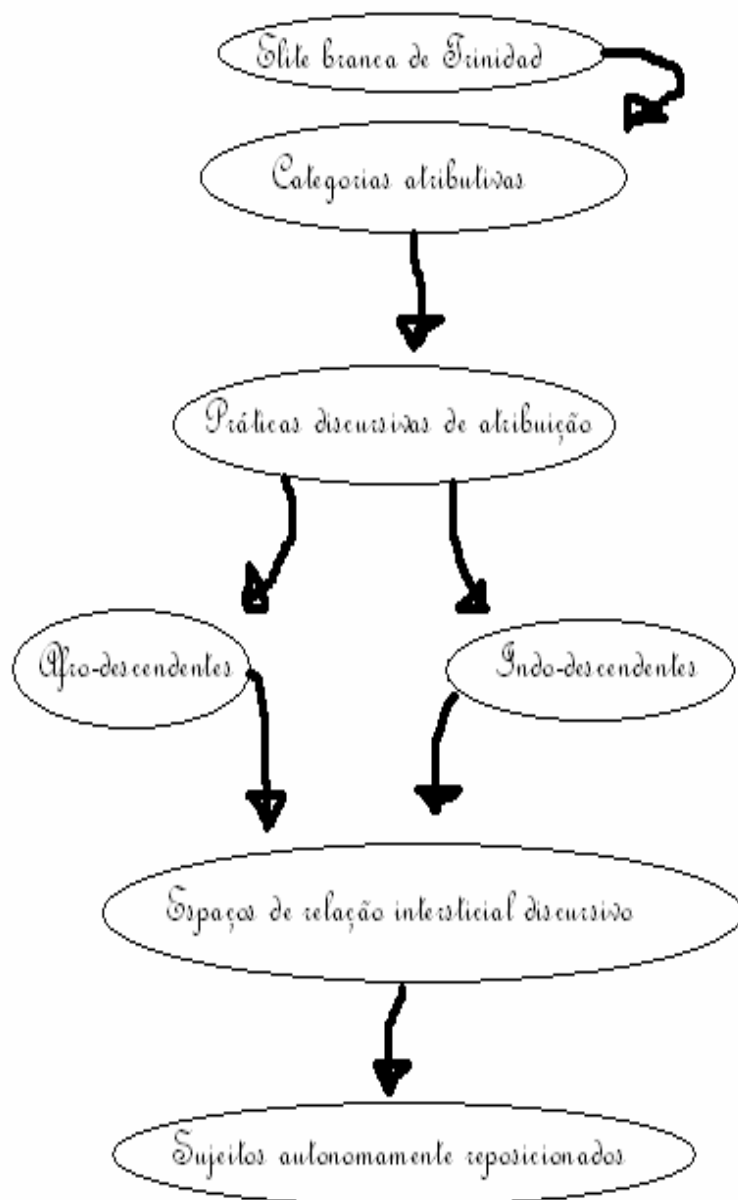 Elite branca de Trinidad
Categorias atributivas
Práticas discursivas de atribuição
Afro-descendentes
Indo-descendentes
Espaços de relação intersticial discursivo
Sujeitos autonomamente reposicionados